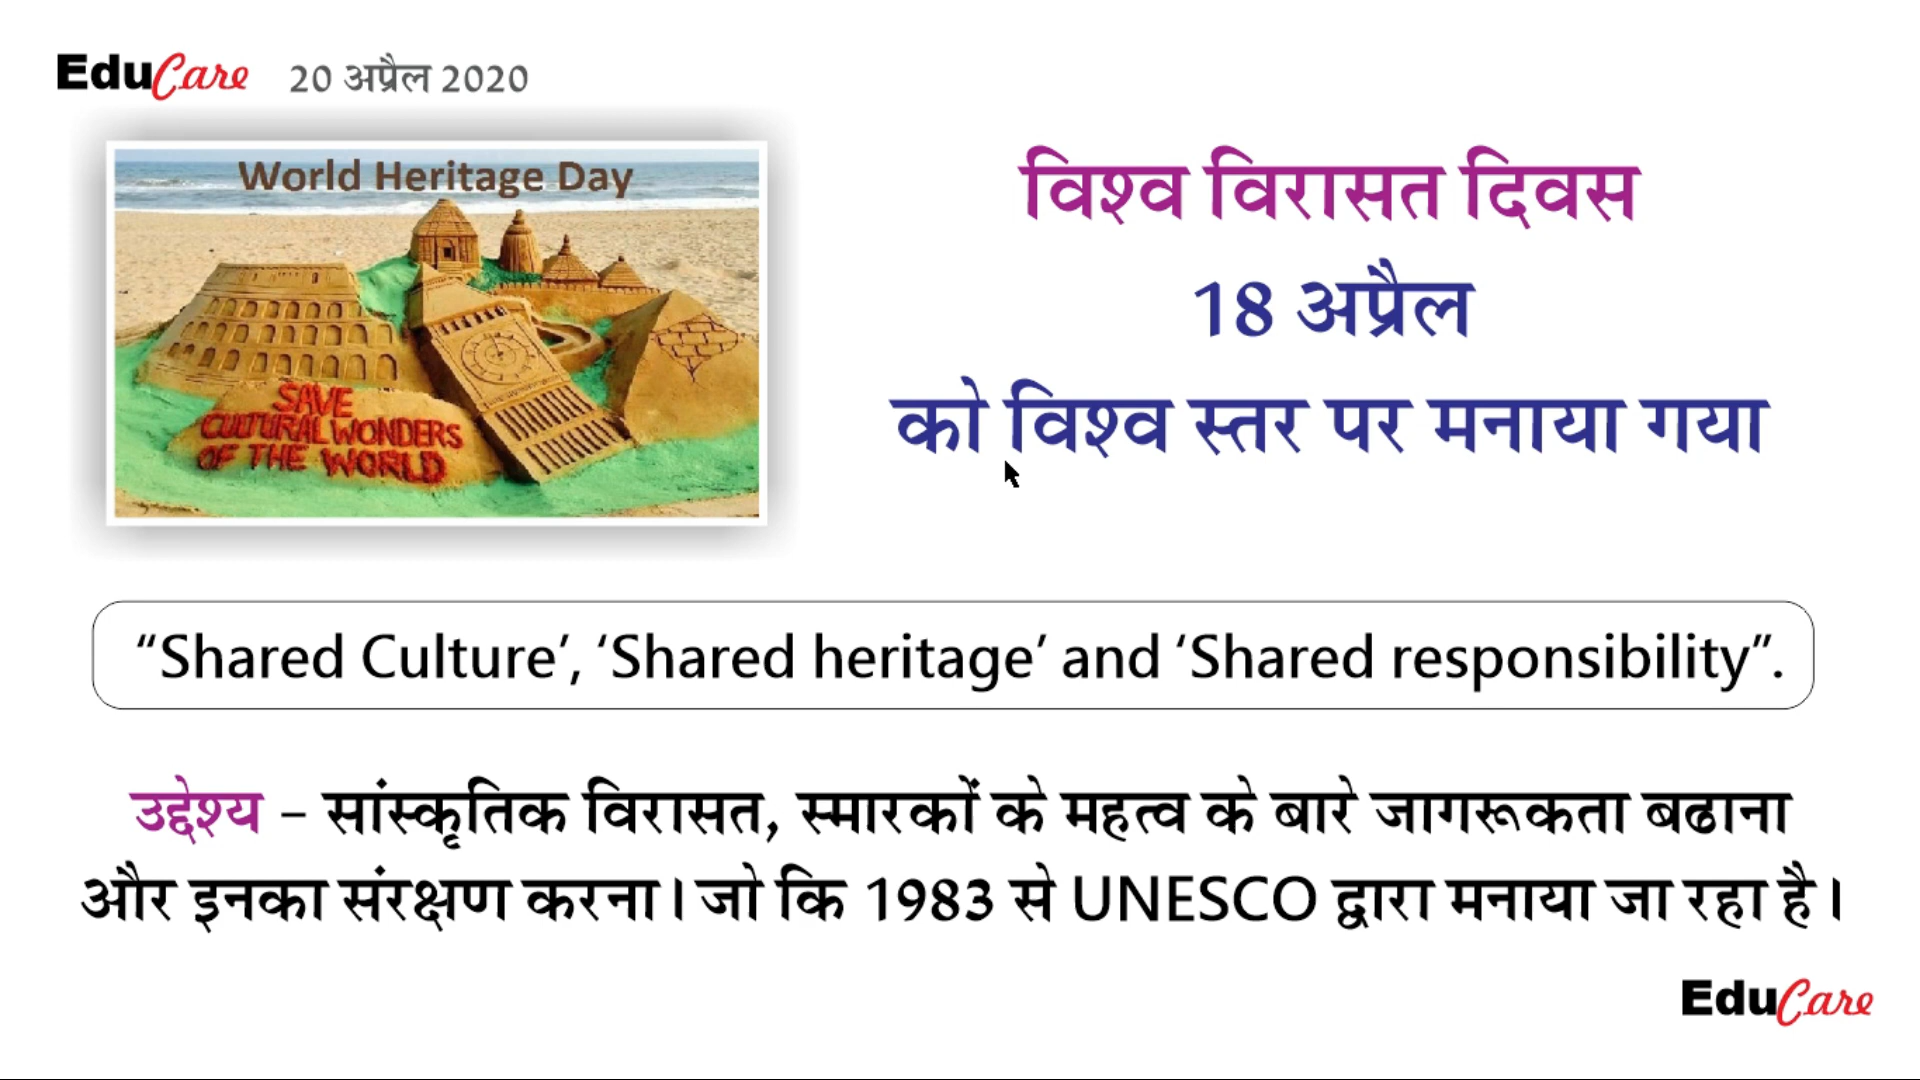 EduCare 20 अप्रैल 2020
World Heritage Day
SAVE
CULTURAL WONDERS
OF THE WORLD
विश्व विरासत दिवस
18 अप्रैल
को विश्व स्तर पर मनाया गया
“Shared Culture’, ‘Shared heritage’ and ‘Shared responsibility”.
उद्देश्य – सांस्कृतिक विरासत, स्मारकों के महत्व के बारे जागरूकता बढाना
और इनका संरक्षण करना। जो कि 1983 से UNESCO द्वारा मनाया जा रहा है।
EduCare